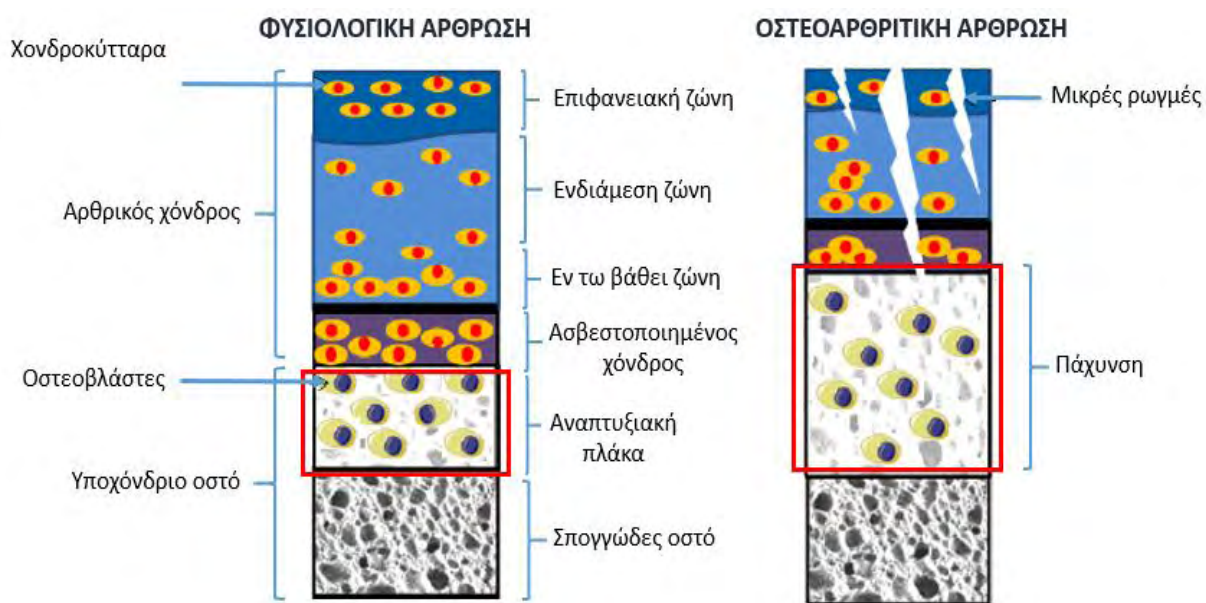 ΦΥΣΙΟΛΟΓΙΚΗ ΑΡΘΡΩΣΗ
ΟΣΤΕΟΑΡΘΡΙΤΙΚΗ ΑΡΘΡΩΣΗ
Χονδροκύτταρα
Επιφανειακή ζώνη
Μικρές ρωγμές
Ενδιάμεση ζώνη
Αρθρικός χόνδρος
Εν τω βάθει ζώνη
Ασβεστοποιημένος
χόνδρος
Πάχυνση
Οστεοβλάστες
Αναπτυξιακή
πλάκα
Υποχόνδριο οστό
Σπογγώδες οστό